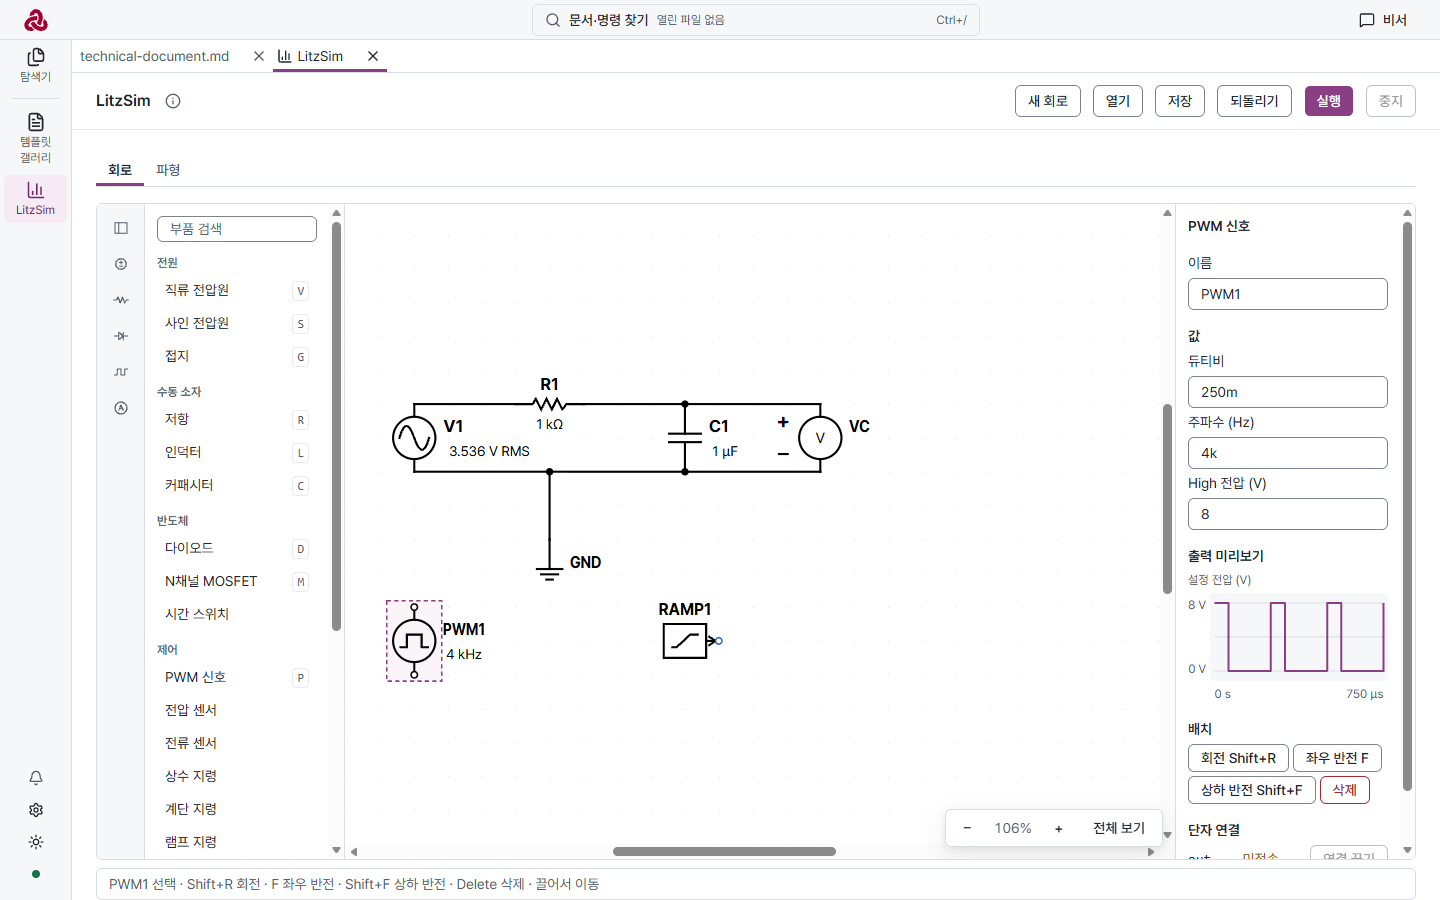 문서·명령 찾기 열린 파일 없음 Ctrl+/
비서
탐색기
템플릿
갤러리
LitzSim
technical-document.md
LitzSim
LitzSim
새 회로
열기
저장
되돌리기
실행
중지
회로
파형
부품 검색
전원
직류 전압원 V
사인 전압원 S
접지 G
수동 소자
저항 R
인덕터 L
커패시터 C
반도체
다이오드 D
N채널 MOSFET M
시간 스위치
제어
PWM 신호 P
전압 센서
전류 센서
상수 지령
계단 지령
램프 지령
R1
1 kΩ
V1
3.536 V RMS
C1
1 µF
+
V
−
VC
GND
PWM1
4 kHz
RAMP1
− 106% + 전체 보기
PWM 신호
이름
PWM1
값
듀티비
250m
주파수 (Hz)
4k
High 전압 (V)
8
출력 미리보기
설정 전압 (V)
8 V
0 V
0 s 750 µs
배치
회전 Shift+R
좌우 반전 F
상하 반전 Shift+F
삭제
단자 연결
out 미접속 연결 끊기
PWM1 선택 · Shift+R 회전 · F 좌우 반전 · Shift+F 상하 반전 · Delete 삭제 · 끌어서 이동